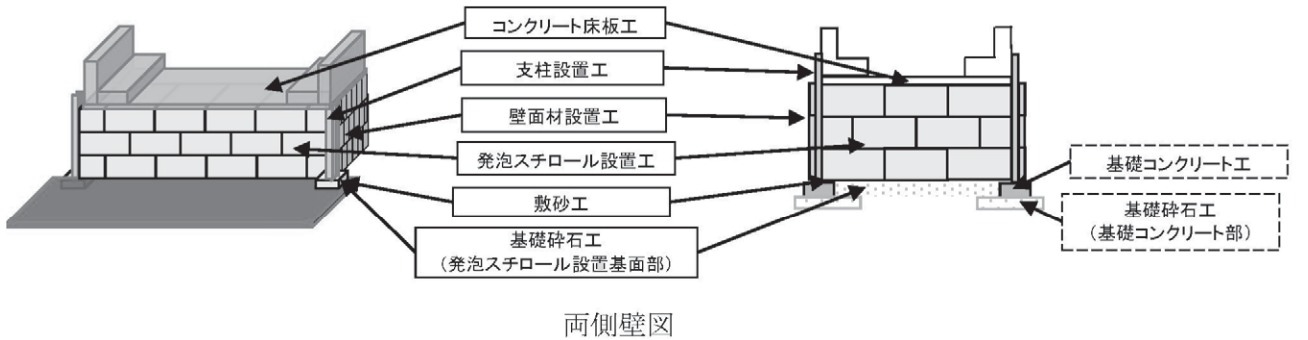 コンクリート床板工
支柱設置工
壁面材設置工
発泡スチロール設置工
敷砂工
基礎砕石工
（発泡スチロール設置基面部）
基礎コンクリート工
基礎砕石工
（基礎コンクリート部）
両側壁図